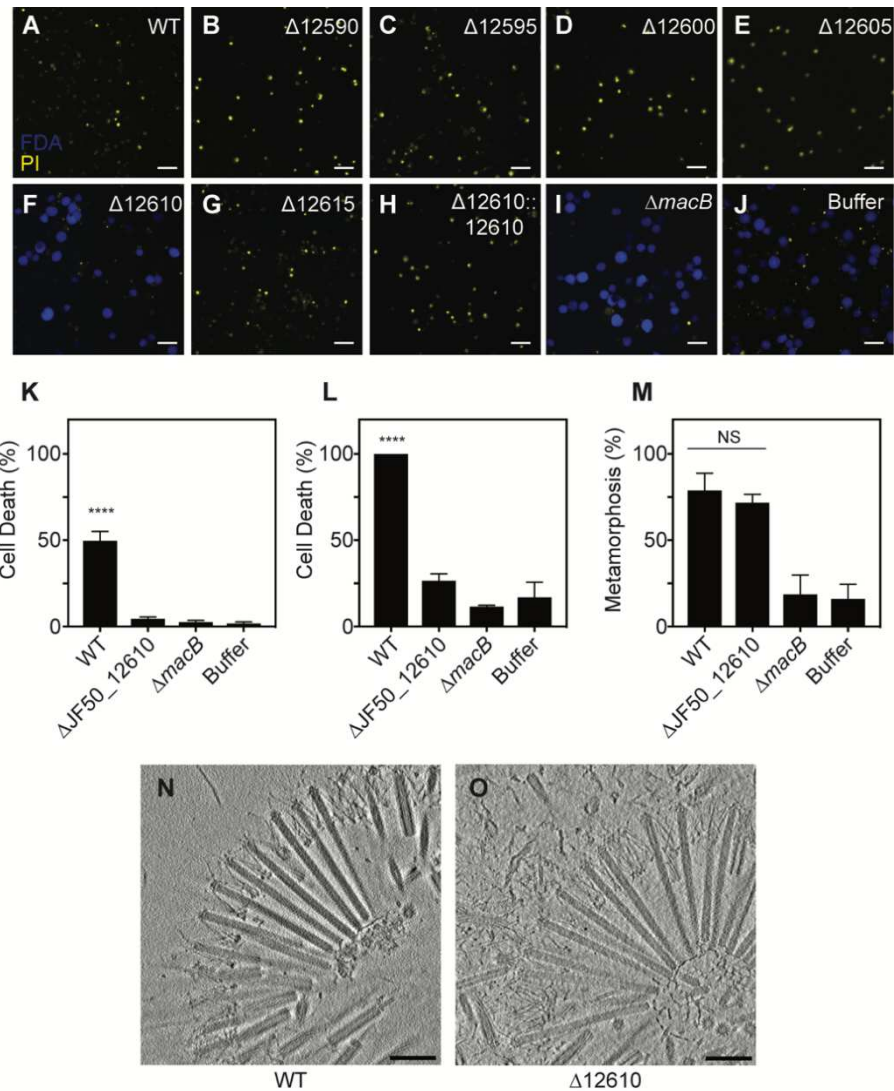 A WT
B Δ12590
C Δ12595
D Δ12600
E Δ12605
FDA
PI
F Δ12610
G Δ12615
H Δ12610::
12610
I ΔmacB
J Buffer
K
Cell Death (%)
100
50
0
****
WT
ΔJF50_12610
ΔmacB
Buffer
L
Cell Death (%)
100
50
0
****
WT
ΔJF50_12610
ΔmacB
Buffer
M
Metamorphosis (%)
100
50
0
NS
WT
ΔJF50_12610
ΔmacB
Buffer
N
WT
O
Δ12610